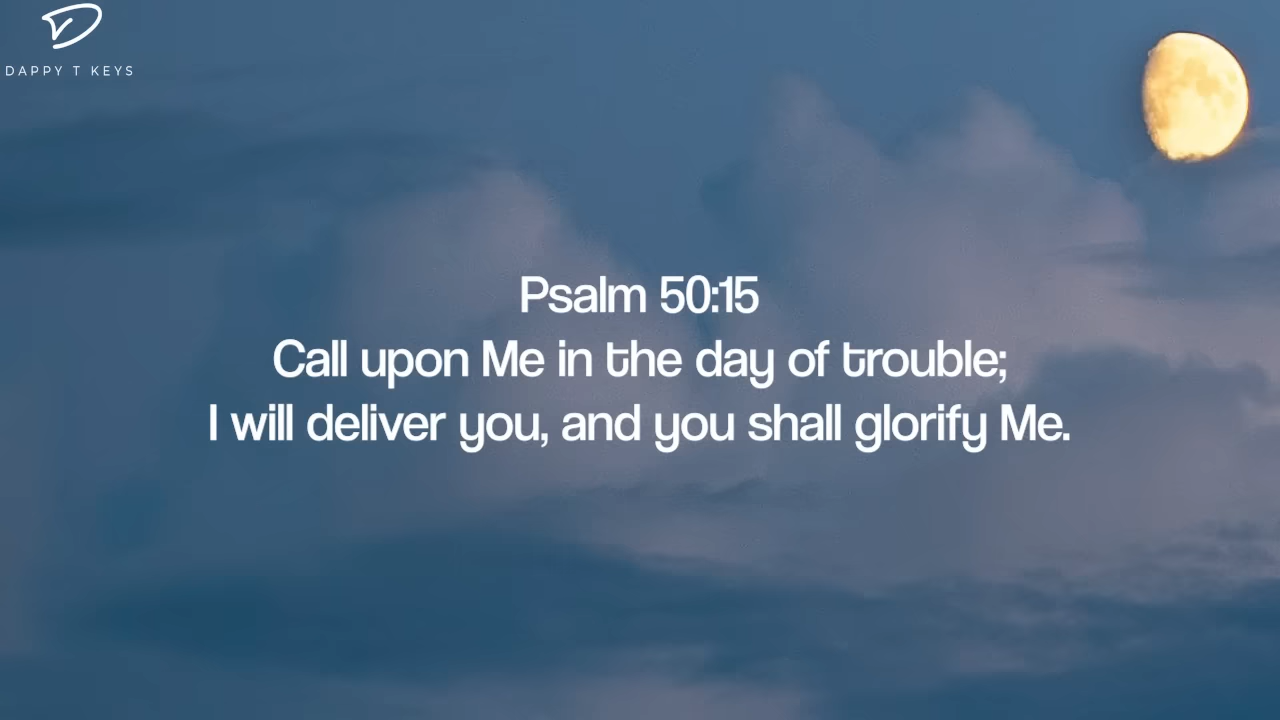 DAPPY T KEYS
Psalm 50:15
Call upon Me in the day of trouble;
I will deliver you, and you shall glorify Me.